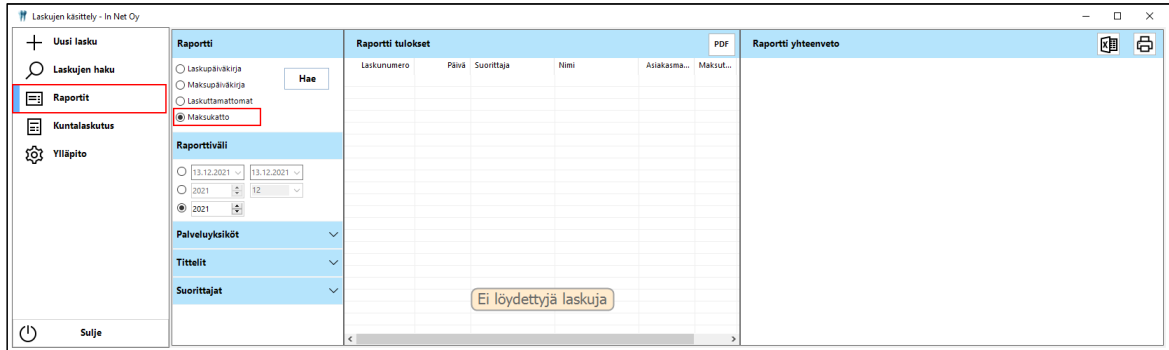 Laskujen käsittely - In Net Oy
Uusi lasku
Laskujen haku
Raportit
Kuntalaskutus
Ylläpito
Sulje
Raportti
Laskupäiväkirja
Maksupäiväkirja
Laskuttamattomat
Maksukatto
Hae
Raporttiväli
13.12.2021 13.12.2021
2021 12
2021
Palveluyksiköt
Tittelit
Suorittajat
Raportti tulokset PDF
Laskunumero Päivä Suorittaja Nimi Asiakasma... Maksut...
Ei löydettyjä laskuja
Raportti yhteenveto